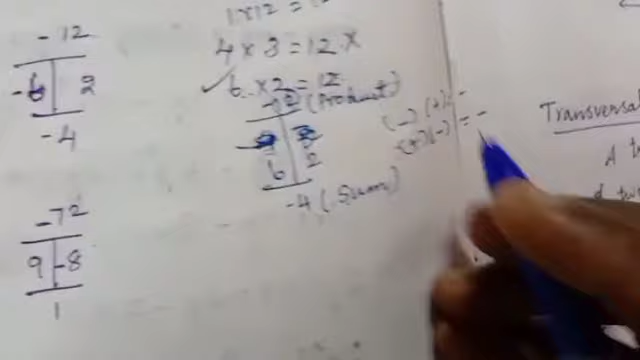 -12
-6 | 2
-4
-72
9 | -8
1
1 x 12 =
4 x 3 = 12 x
✓ 6 x 2 = 12
-12 (Product)
6 | 2
-4 (Sum)
(-) (+) = -
(+) (-) = -
Transversal
A